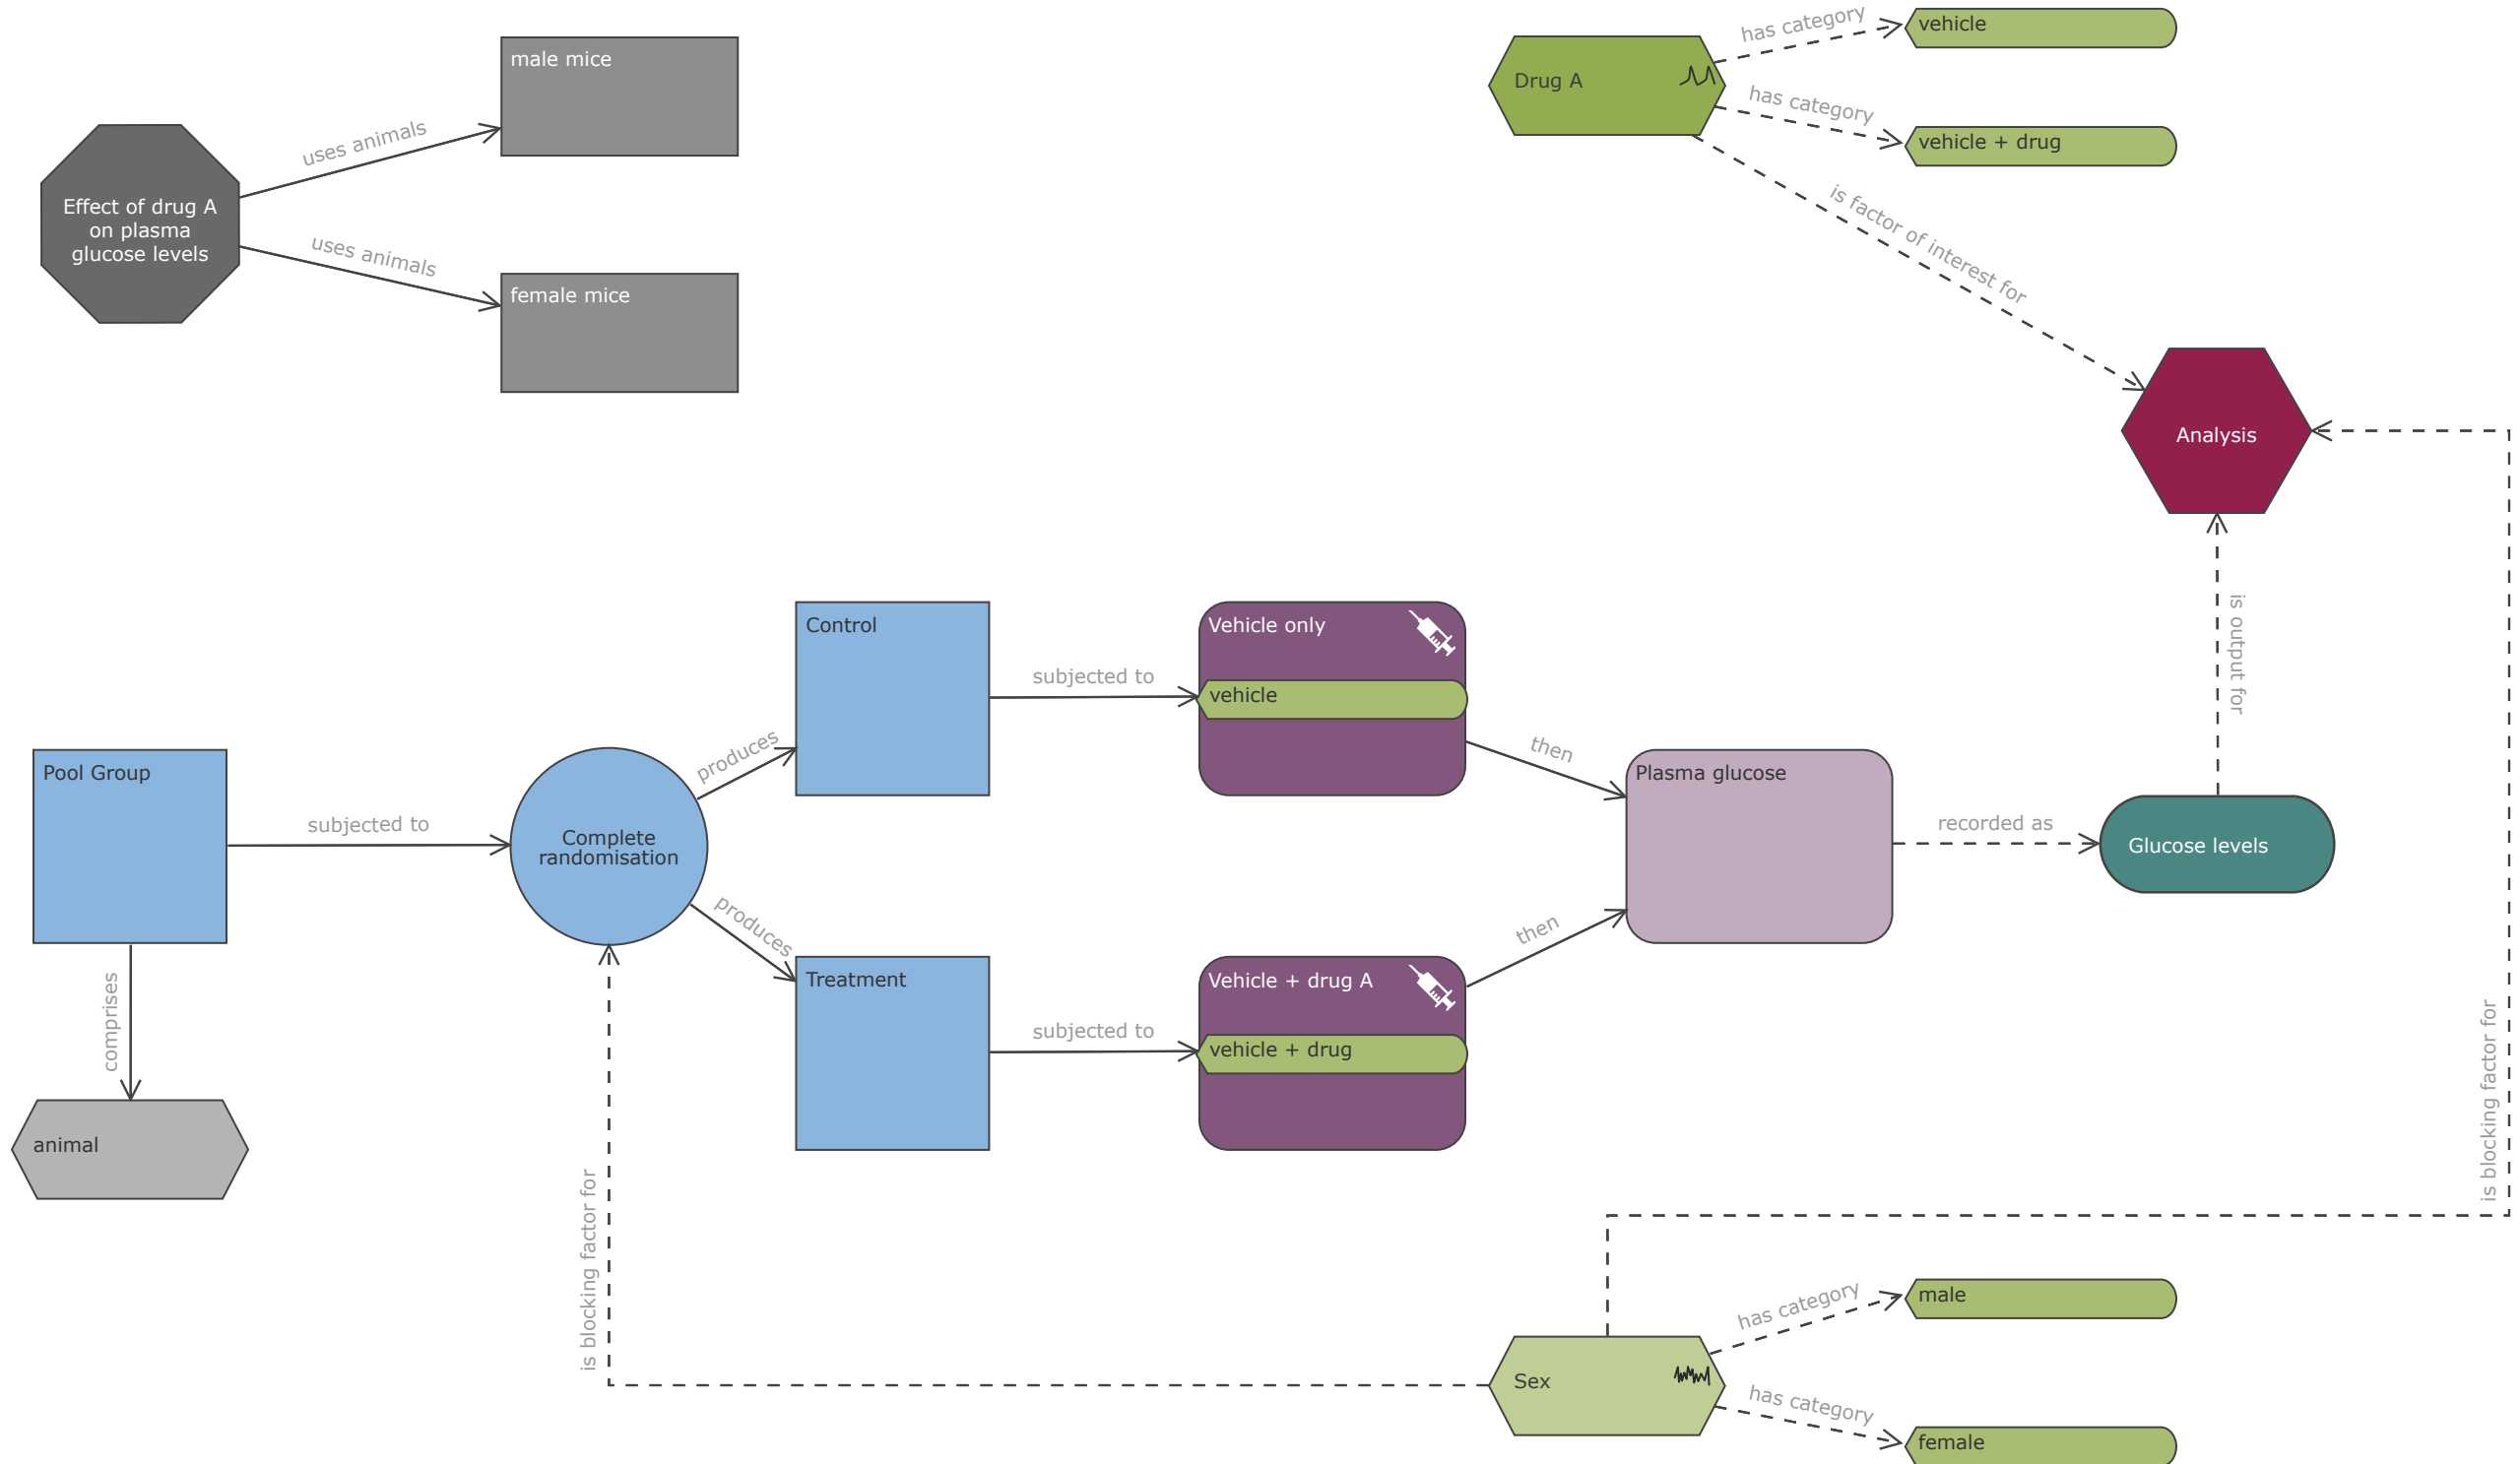 male mice
uses animals
Effect of drug A
on plasma
glucose levels
uses animals
female mice
Drug A
has category
vehicle
has category
vehicle + drug
is factor of interest for
Analysis
is output for
Pool Group
subjected to
Complete
randomisation
produces
Control
subjected to
Vehicle only
vehicle
then
Plasma glucose
recorded as
Glucose levels
produces
Treatment
subjected to
Vehicle + drug A
vehicle + drug
then
comprises
animal
is blocking factor for
is blocking factor for
Sex
has category
male
has category
female